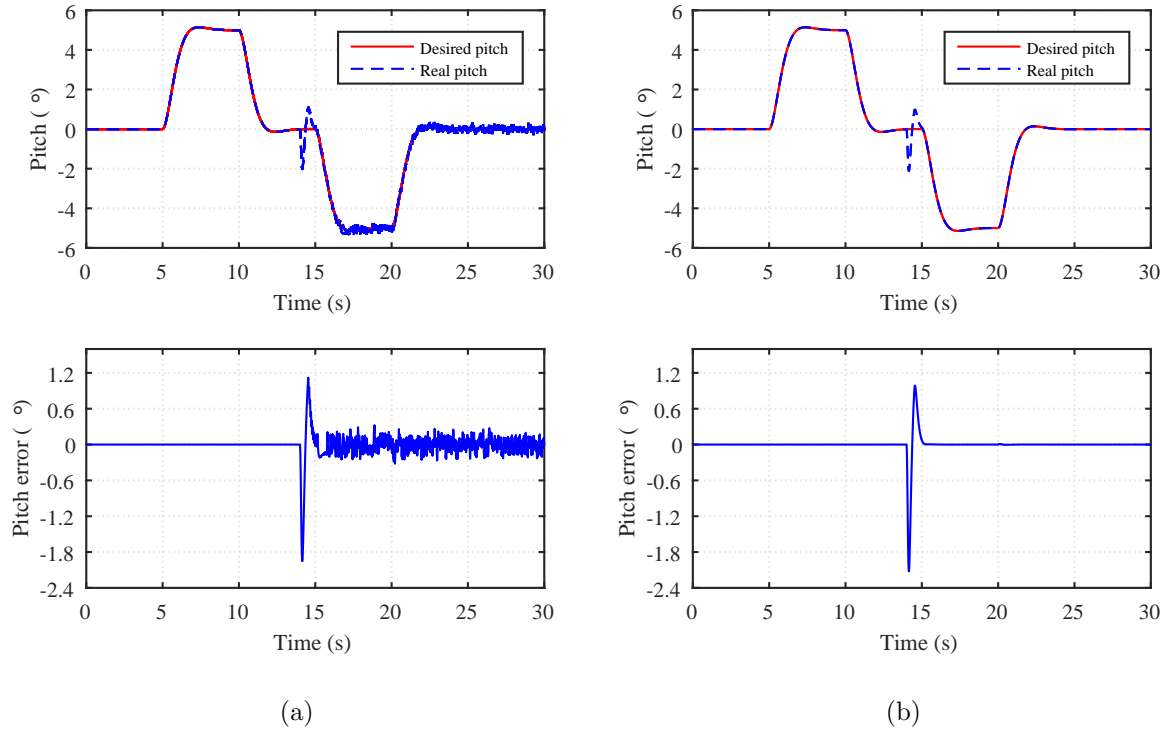 6
4
2
0
-2
-4
-6
Pitch ( °)
Desired pitch
Real pitch
0 5 10 15 20 25 30
Time (s)
1.2
0.6
0
-0.6
-1.2
-1.8
-2.4
Pitch error ( °)
0 5 10 15 20 25 30
Time (s)
(a)
6
4
2
0
-2
-4
-6
Pitch ( °)
Desired pitch
Real pitch
0 5 10 15 20 25 30
Time (s)
1.2
0.6
0
-0.6
-1.2
-1.8
-2.4
Pitch error ( °)
0 5 10 15 20 25 30
Time (s)
(b)